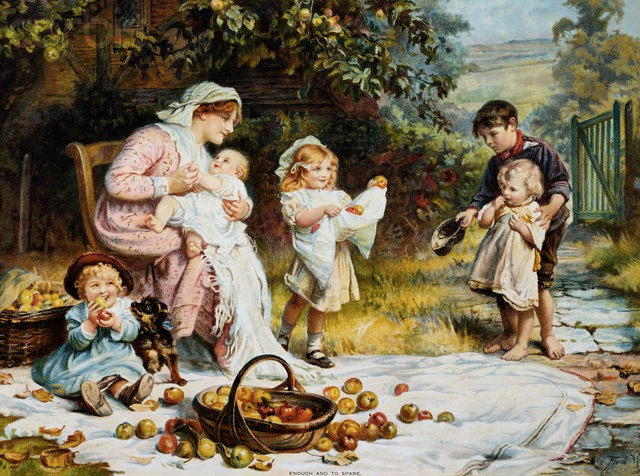 ENOUGH AND TO SPARE.